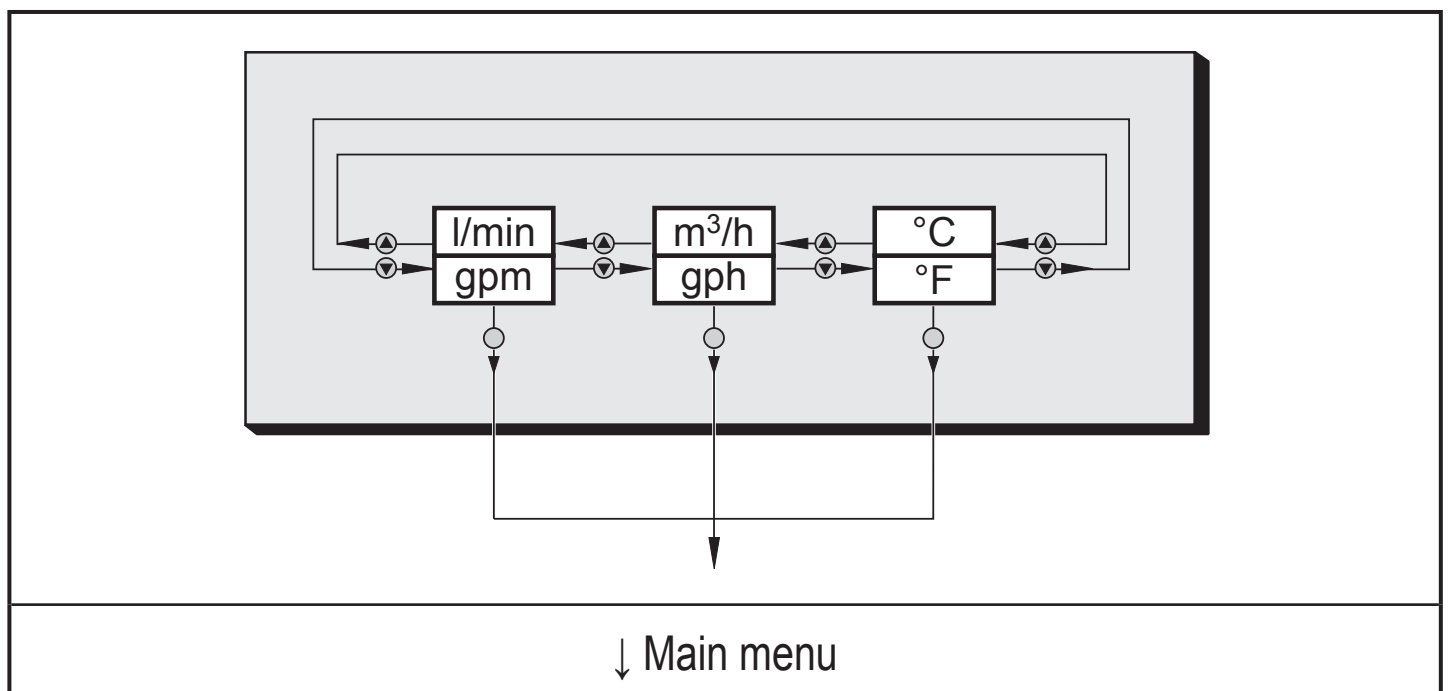 l/min
gpm
m³/h
gph
°C
°F
↓ Main menu